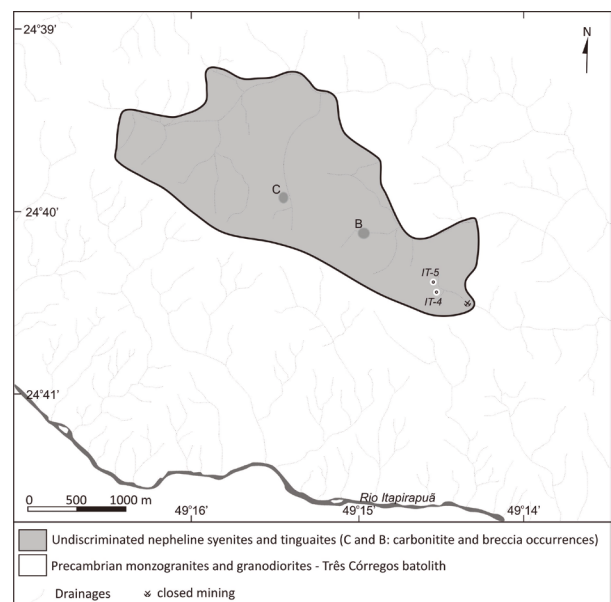 24°39'
N
C
24°40'
B
IT-5
IT-4
24°41'
0 500 1000 m
Rio Itapirapuã
49°16' 49°15' 49°14'
Undiscriminated nepheline syenites and tinguaites (C and B: carbonitite and breccia occurrences)
Precambrian monzogranites and granodiorites - Três Córregos batolith
Drainages closed mining